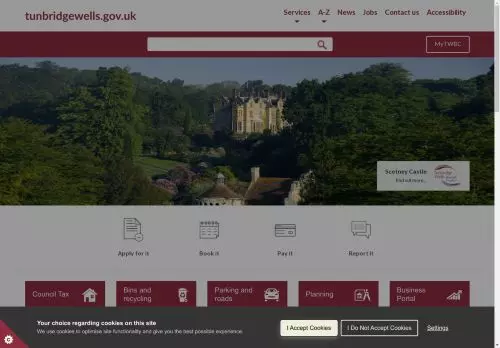 tunbridgewells.gov.uk
Services A-Z News Jobs Contact us Accessibility
MyTWBC
Scotney Castle
Find out more...
Apply for it Book it Pay it Report it
Council Tax
Bins and recycling
Parking and roads
Planning
Business Portal
Your choice regarding cookies on this site
We use cookies to optimise site functionality and give you the best possible experience.
I Accept Cookies I Do Not Accept Cookies Settings